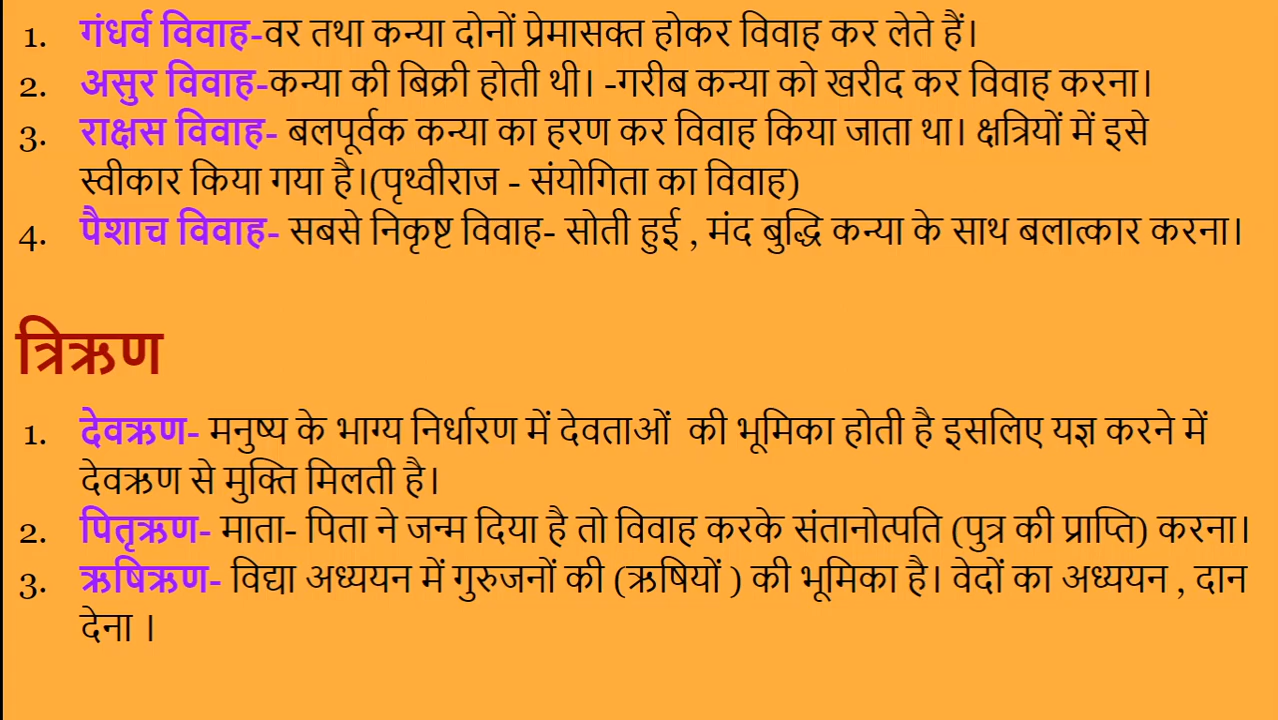 1. गंधर्व विवाह-वर तथा कन्या दोनों प्रेमासक्त होकर विवाह कर लेते हैं।
2. असुर विवाह-कन्या की बिक्री होती थी। -गरीब कन्या को खरीद कर विवाह करना।
3. राक्षस विवाह- बलपूर्वक कन्या का हरण कर विवाह किया जाता था। क्षत्रियों में इसे
स्वीकार किया गया है।(पृथ्वीराज - संयोगिता का विवाह)
4. पैशाच विवाह- सबसे निकृष्ट विवाह- सोती हुई , मंद बुद्धि कन्या के साथ बलात्कार करना।
त्रिऋण
1. देवऋण- मनुष्य के भाग्य निर्धारण में देवताओं  की भूमिका होती है इसलिए यज्ञ करने में
देवऋण से मुक्ति मिलती है।
2. पितृऋण- माता- पिता ने जन्म दिया है तो विवाह करके संतानोत्पति (पुत्र की प्राप्ति) करना।
3. ऋषिऋण- विद्या अध्ययन में गुरुजनों की (ऋषियों ) की भूमिका है। वेदों का अध्ययन , दान
देना ।